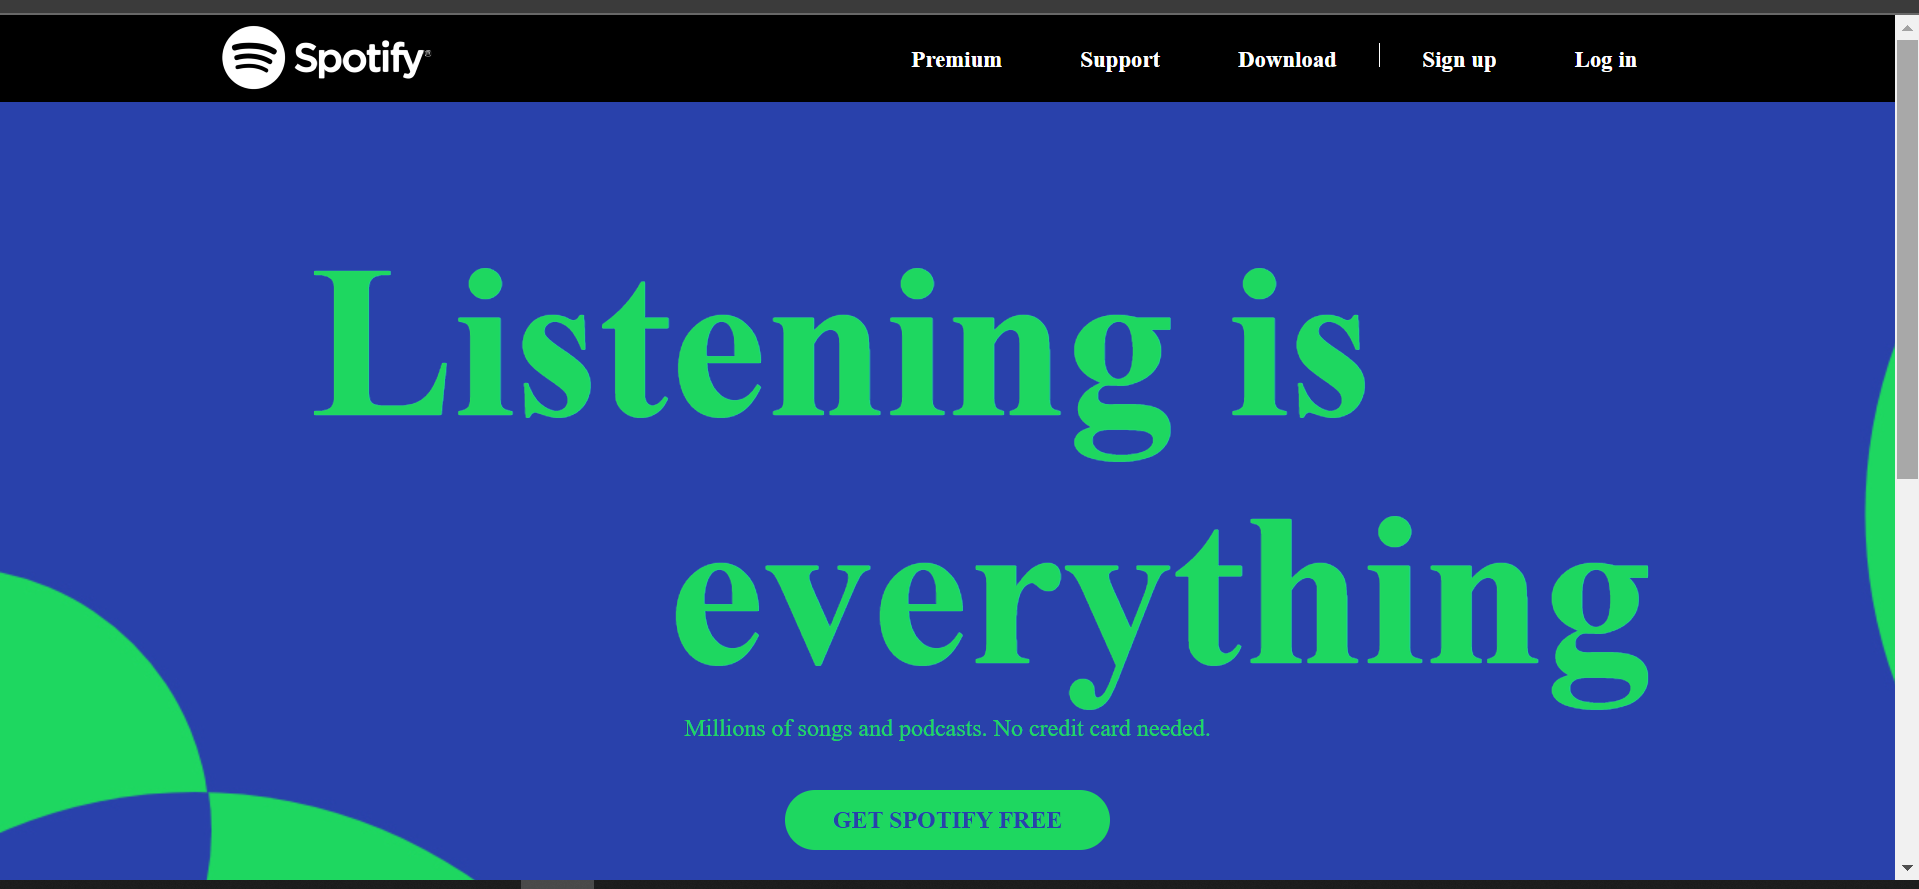 Spotify®
Premium Support Download Sign up Log in
Listening is
everything
Millions of songs and podcasts. No credit card needed.
GET SPOTIFY FREE